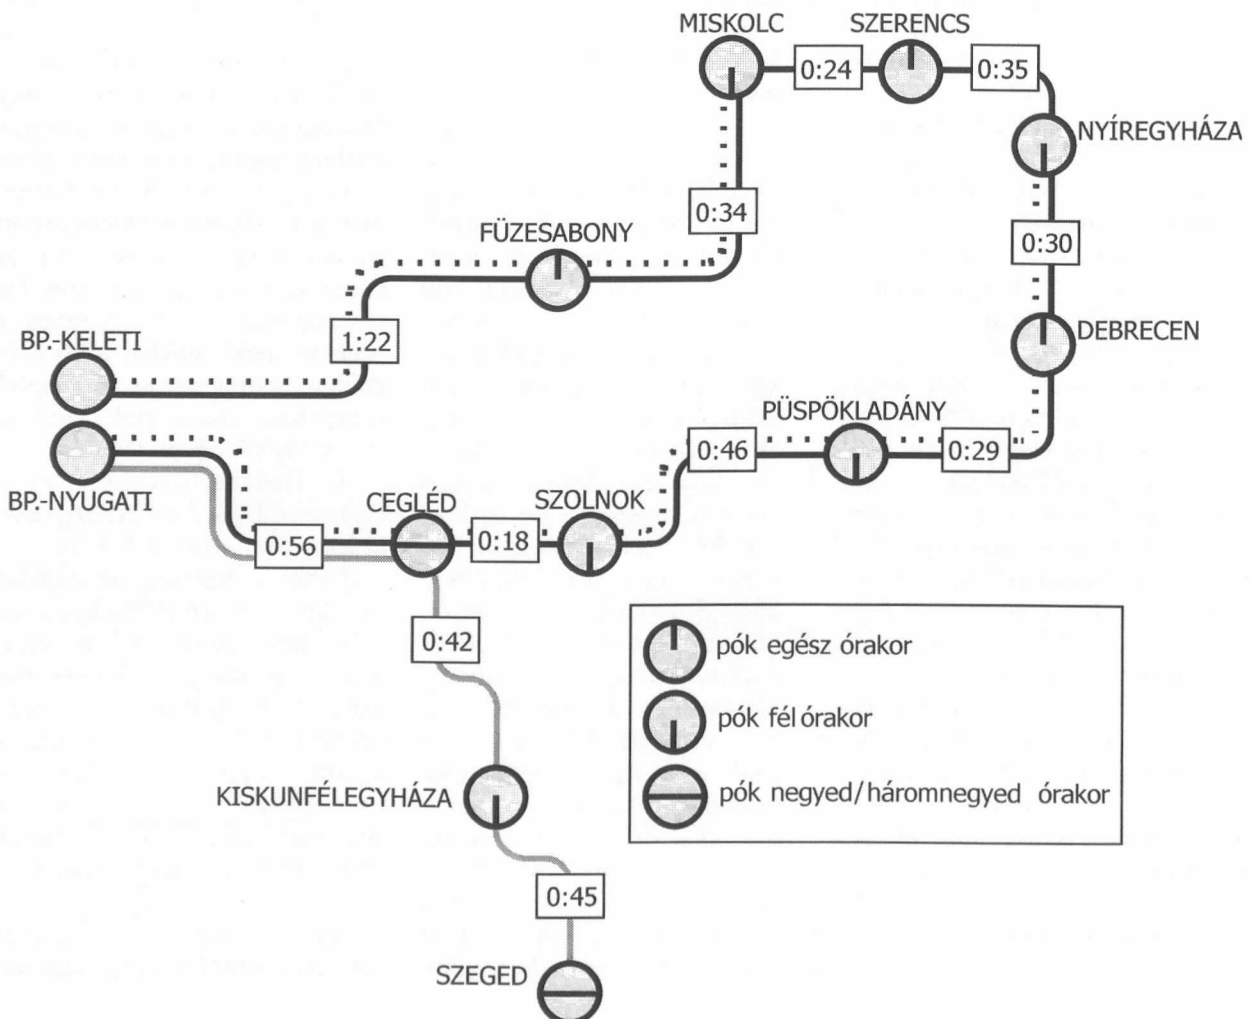 MISKOLC
SZERENCS
0:24
0:35
NYÍREGYHÁZA
0:34
FÜZESABONY
0:30
BP.-KELETI
1:22
DEBRECEN
PÜSPÖKLADÁNY
0:46
0:29
BP.-NYUGATI
CEGLÉD
SZOLNOK
0:56
0:18
0:42
pók egész órakor
pók fél órakor
pók negyed/háromnegyed órakor
KISKUNFÉLEGYHÁZA
0:45
SZEGED